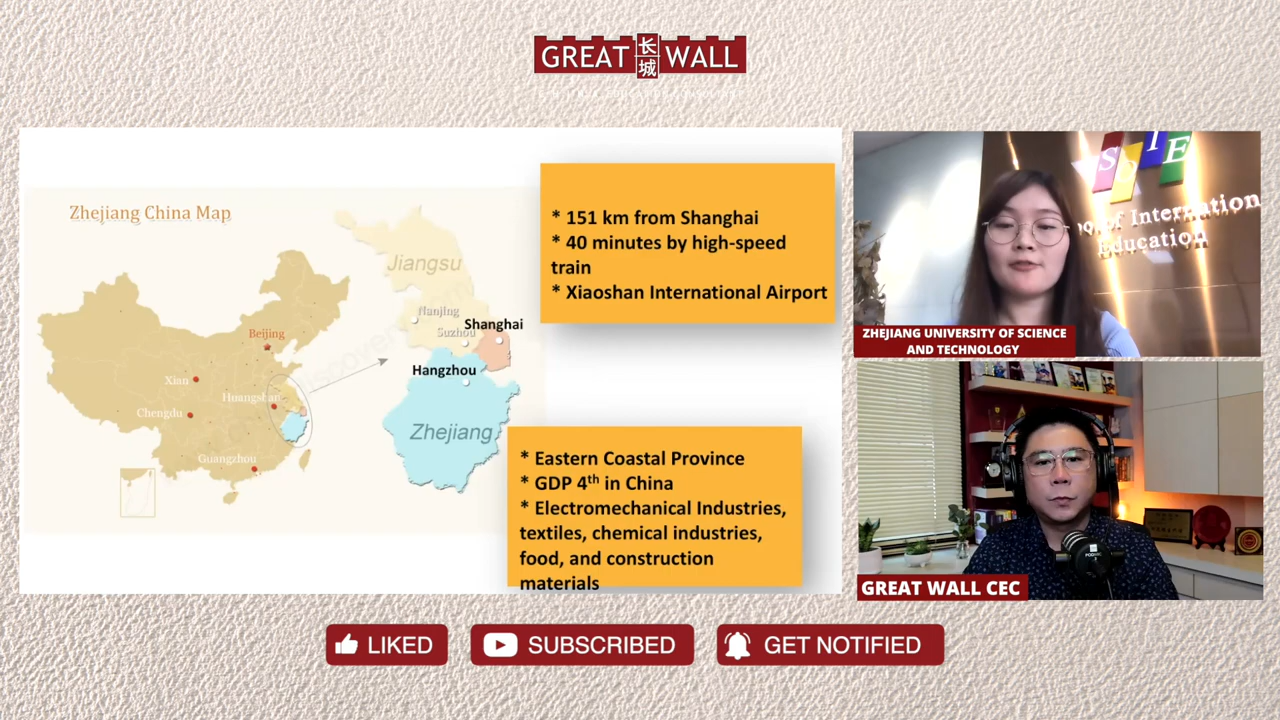 GREAT 长城 WALL
Zhejiang China Map
Beijing
Xian
Huangshan
Chengdu
Guangzhou
Jiangsu
Nanjing
Suzhou
Shanghai
Hangzhou
Zhejiang
* 151 km from Shanghai
* 40 minutes by high-speed
train
* Xiaoshan International Airport
* Eastern Coastal Province
* GDP 4th in China
* Electromechanical Industries,
textiles, chemical industries,
food, and construction
materials
S I E
of Internation
Education
ZHEJIANG UNIVERSITY OF SCIENCE
AND TECHNOLOGY
GREAT WALL CEC
LIKED
SUBSCRIBED
GET NOTIFIED